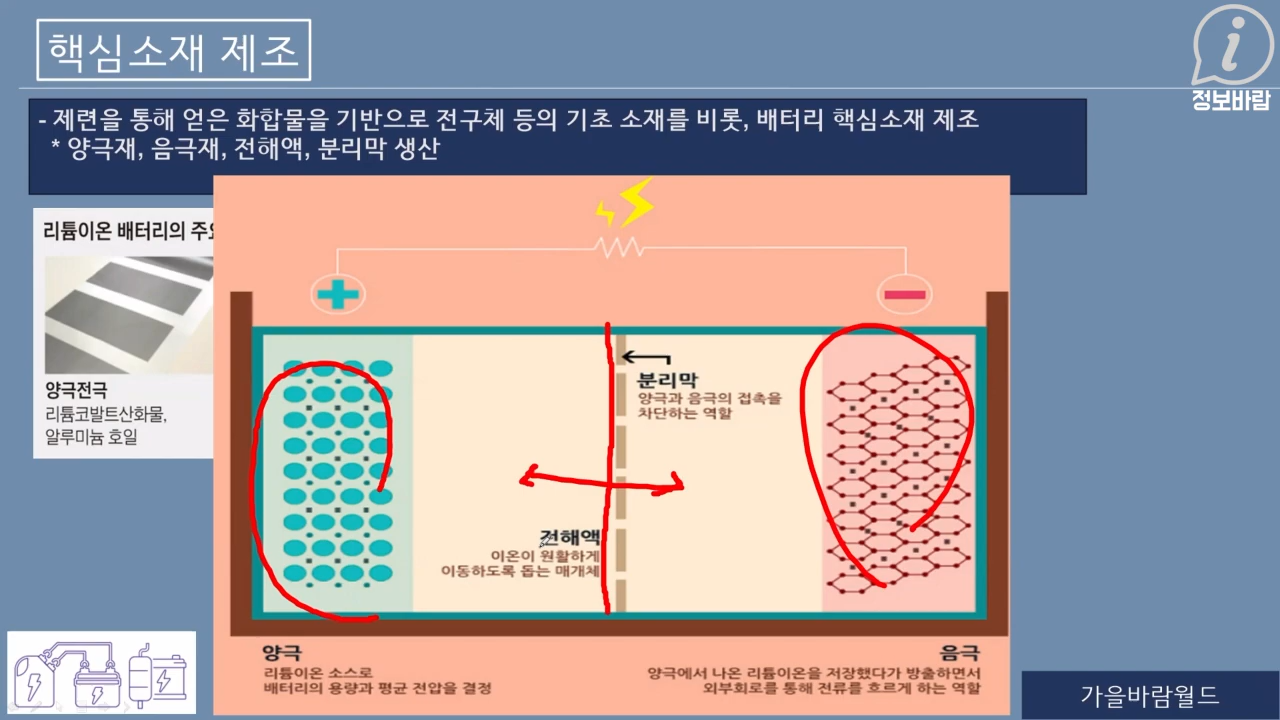 핵심소재 제조
정보바람
- 제련을 통해 얻은 화합물을 기반으로 전구체 등의 기초 소재를 비롯, 배터리 핵심소재 제조
* 양극재, 음극재, 전해액, 분리막 생산
리튬이온 배터리의
양극전극
리튬코발트산화물,
알루미늄 호일
분리막
양극과 음극의 접촉을
차단하는 역할
전해액
이온이 원활하게
이동하도록 돕는 매개체
양극
리튬이온 소스로
배터리의 용량과 평균 전압을 결정
음극
양극에서 나온 리튬이온을 저장했다가 방출하면서
외부회로를 통해 전류를 흐르게 하는 역할
가을바람월드